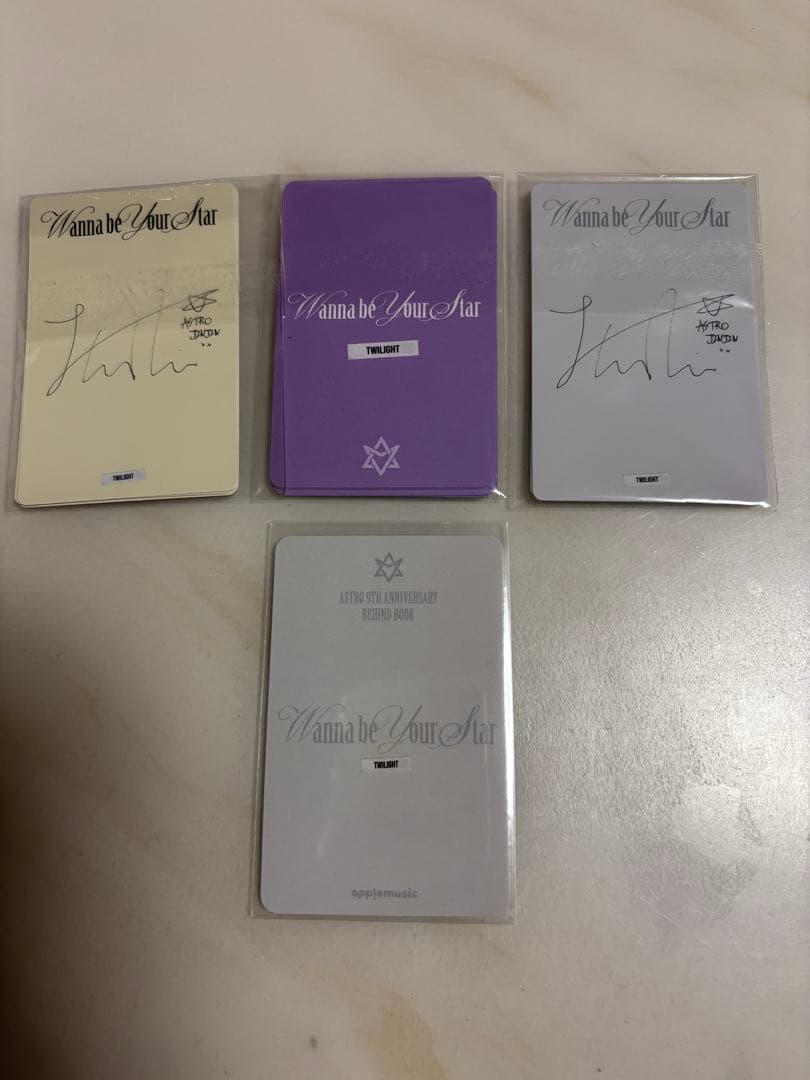 Wanna be Your Star
ASTRO
JINJIN
TWILIGHT
Wanna be Your Star
TWILIGHT
Wanna be Your Star
ASTRO
JINJIN
TWILIGHT
ASTRO 9TH ANNIVERSARY
BEHIND BOOK
Wanna be Your Star
TWILIGHT
applemusic